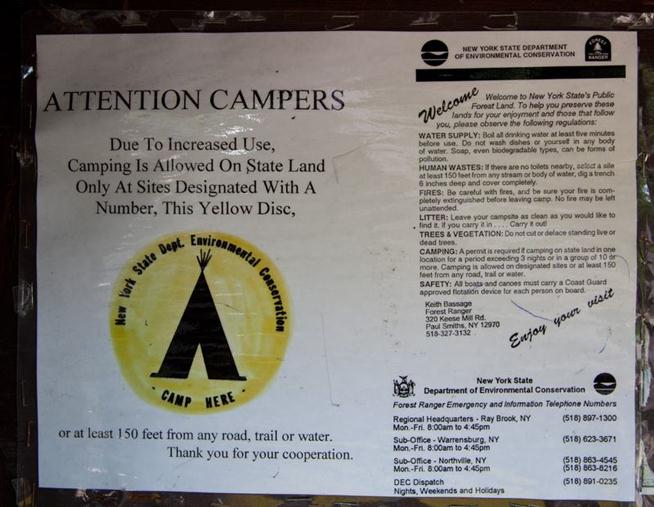 ATTENTION CAMPERS
Due To Increased Use,
Camping Is Allowed On State Land
Only At Sites Designated With A
Number, This Yellow Disc,
New York State Dept. Environmental Conservation
- CAMP HERE -
or at least 150 feet from any road, trail or water.
Thank you for your cooperation.
NEW YORK STATE DEPARTMENT
OF ENVIRONMENTAL CONSERVATION
FOREST
RANGER
Welcome
Welcome to New York State's Public
Forest Land. To help you preserve these
lands for your enjoyment and those that follow
you, please observe the following regulations:
WATER SUPPLY: Boil all drinking water at least five minutes
before use. Do not wash dishes or yourself in any body
of water. Soap, even biodegradable types, can be forms of
pollution.
HUMAN WASTES: If there are no toilets nearby, select a site
at least 150 feet from any stream or body of water, dig a trench
6 inches deep and cover completely.
FIRES: Be careful with fires, and be sure your fire is com-
pletely extinguished before leaving camp. No fire may be left
unattended.
LITTER: Leave your campsite as clean as you would like to
find it. If you carry it in . . . . Carry it out!
TREES & VEGETATION: Do not cut or deface standing live or
dead trees.
CAMPING: A permit is required if camping on state land in one
location for a period exceeding 3 nights or in a group of 10 or
more. Camping is allowed on designated sites or at least 150
feet from any road, trail or water.
SAFETY: All boats and canoes must carry a Coast Guard
approved flotation device for each person on board.
Keith Bassage
Forest Ranger
320 Keese Mill Rd.
Paul Smiths, NY 12970
518-327-3132
Enjoy your visit
New York State
Department of Environmental Conservation
Forest Ranger Emergency and Information Telephone Numbers
Regional Headquarters - Ray Brook, NY (518) 897-1300
Mon.-Fri. 8:00am to 4:45pm
Sub-Office - Warrensburg, NY (518) 623-3671
Mon.-Fri. 8:00am to 4:45pm
Sub-Office - Northville, NY (518) 863-4545
Mon.-Fri. 8:00am to 4:45pm (518) 863-8216
DEC Dispatch (518) 891-0235
Nights, Weekends and Holidays